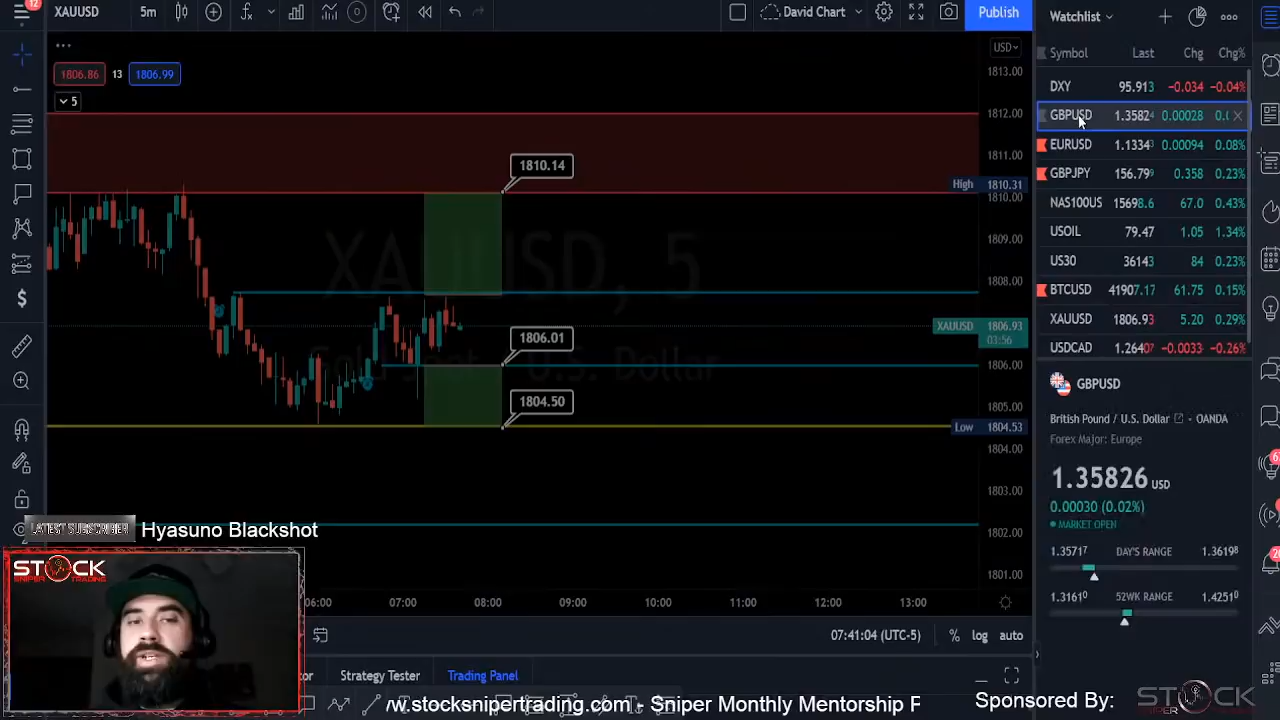 12
XAUUSD 5m
David Chart
Publish
Watchlist
USD
1806.86 13 1806.99
5
XAUUSD, 5
Gold Spot U.S. Dollar
1810.14
1806.01
1804.50
1813.00
1812.00
1811.00
High 1810.31
1810.00
1809.00
1808.00
XAUUSD 1806.93
03:56
1806.00
1805.00
Low 1804.53
1804.00
1803.00
1802.00
1801.00
06:00 07:00 08:00 09:00 10:00 11:00 12:00 13:00
07:41:04 (UTC-5) % log auto
Strategy Tester Trading Panel
Symbol Last Chg Chg%
DXY 95.913 -0.034 -0.04%
GBPUSD 1.35824 0.00028
EURUSD 1.13343 0.00094 0.08%
GBPJPY 156.799 0.358 0.23%
NAS100US 15698.6 67.0 0.43%
USOIL 79.47 1.05 1.34%
US30 36143 84 0.23%
BTCUSD 41907.17 61.75 0.15%
XAUUSD 1806.93 5.20 0.29%
USDCAD 1.26407 -0.0033 -0.26%
GBPUSD
British Pound / U.S. Dollar OANDA
Forex Major: Europe
1.35826 USD
0.00030 (0.02%)
MARKET OPEN
1.35717 DAY'S RANGE 1.36198
1.31610 52WK RANGE 1.42510
LATEST SUBSCRIBER Hyasuno Blackshot
STOCK
SNIPER TRADING
w.stocksnipertrading.com - Sniper Monthly Mentorship
Sponsored By:
STOCK